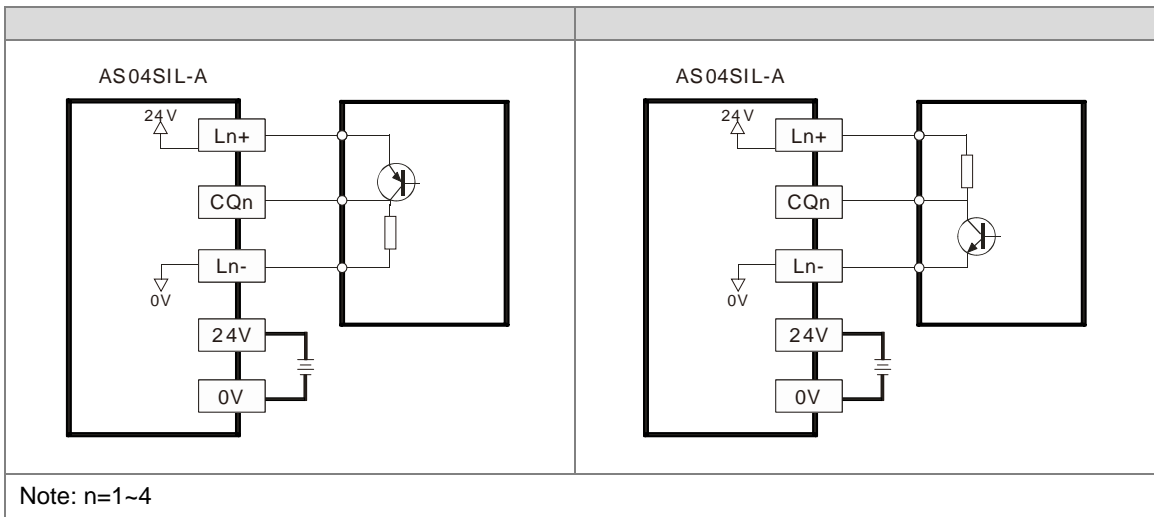 AS04SIL-A
24V
Ln+
CQn
Ln-
0V
24V
0V
AS04SIL-A
24V
Ln+
CQn
Ln-
0V
24V
0V
Note: n=1~4